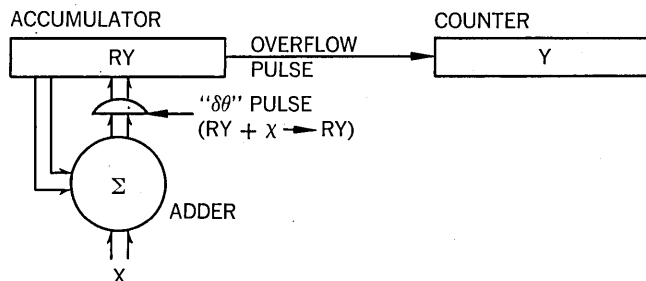 ACCUMULATOR
COUNTER
RY
OVERFLOW
PULSE
Y
"δθ" PULSE
(RY + χ → RY)
Σ
ADDER
X